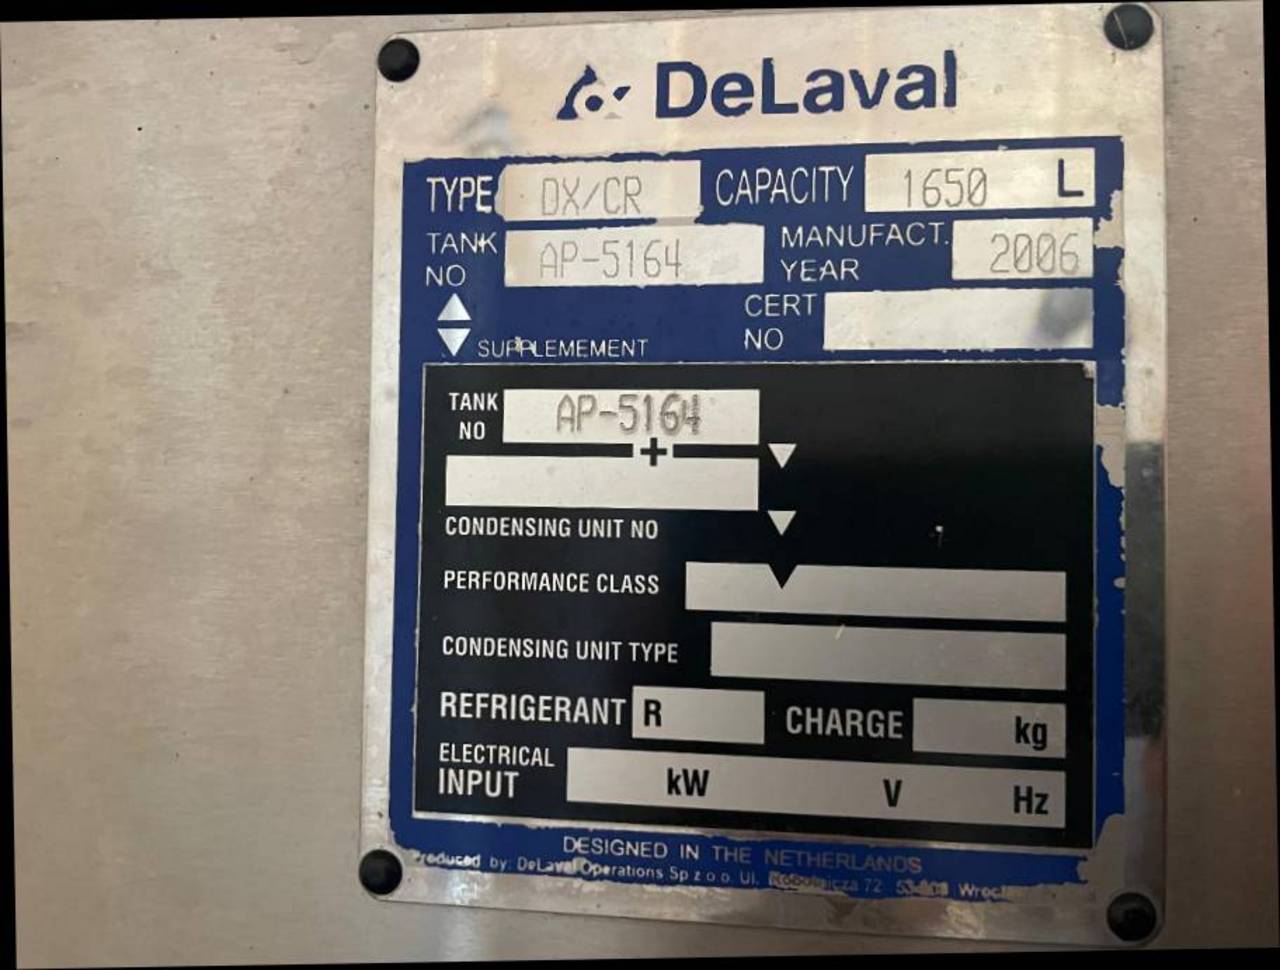 DeLaval
TYPE DX/CR CAPACITY 1650 L
TANK NO AP-5164 MANUFACT. YEAR 2006
CERT NO
SUPPLEMEMENT
TANK NO AP-5164
+
CONDENSING UNIT NO
PERFORMANCE CLASS
CONDENSING UNIT TYPE
REFRIGERANT R CHARGE kg
ELECTRICAL INPUT kW V Hz
DESIGNED IN THE NETHERLANDS
Produced by: DeLaval Operations Sp z o o. Ul. Robotnicza 72